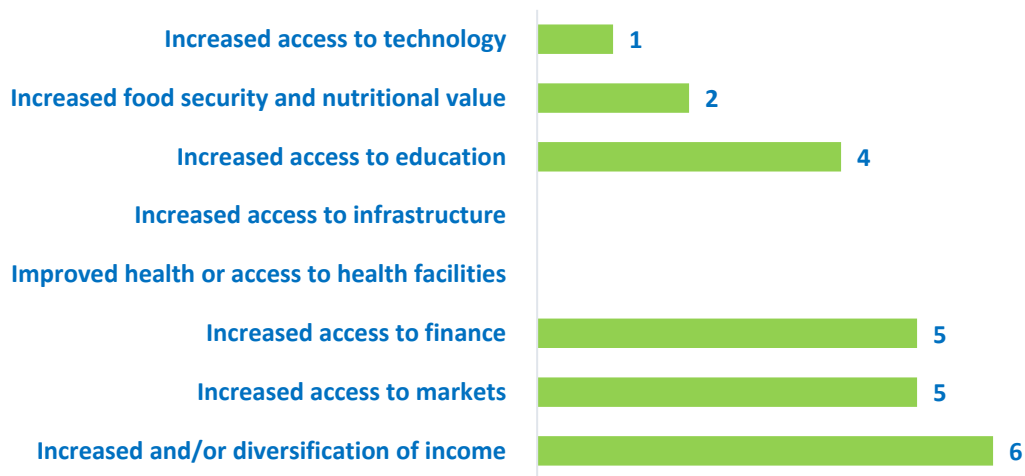 Increased access to technology 1
Increased food security and nutritional value 2
Increased access to education 4
Increased access to infrastructure
Improved health or access to health facilities
Increased access to finance 5
Increased access to markets 5
Increased and/or diversification of income 6